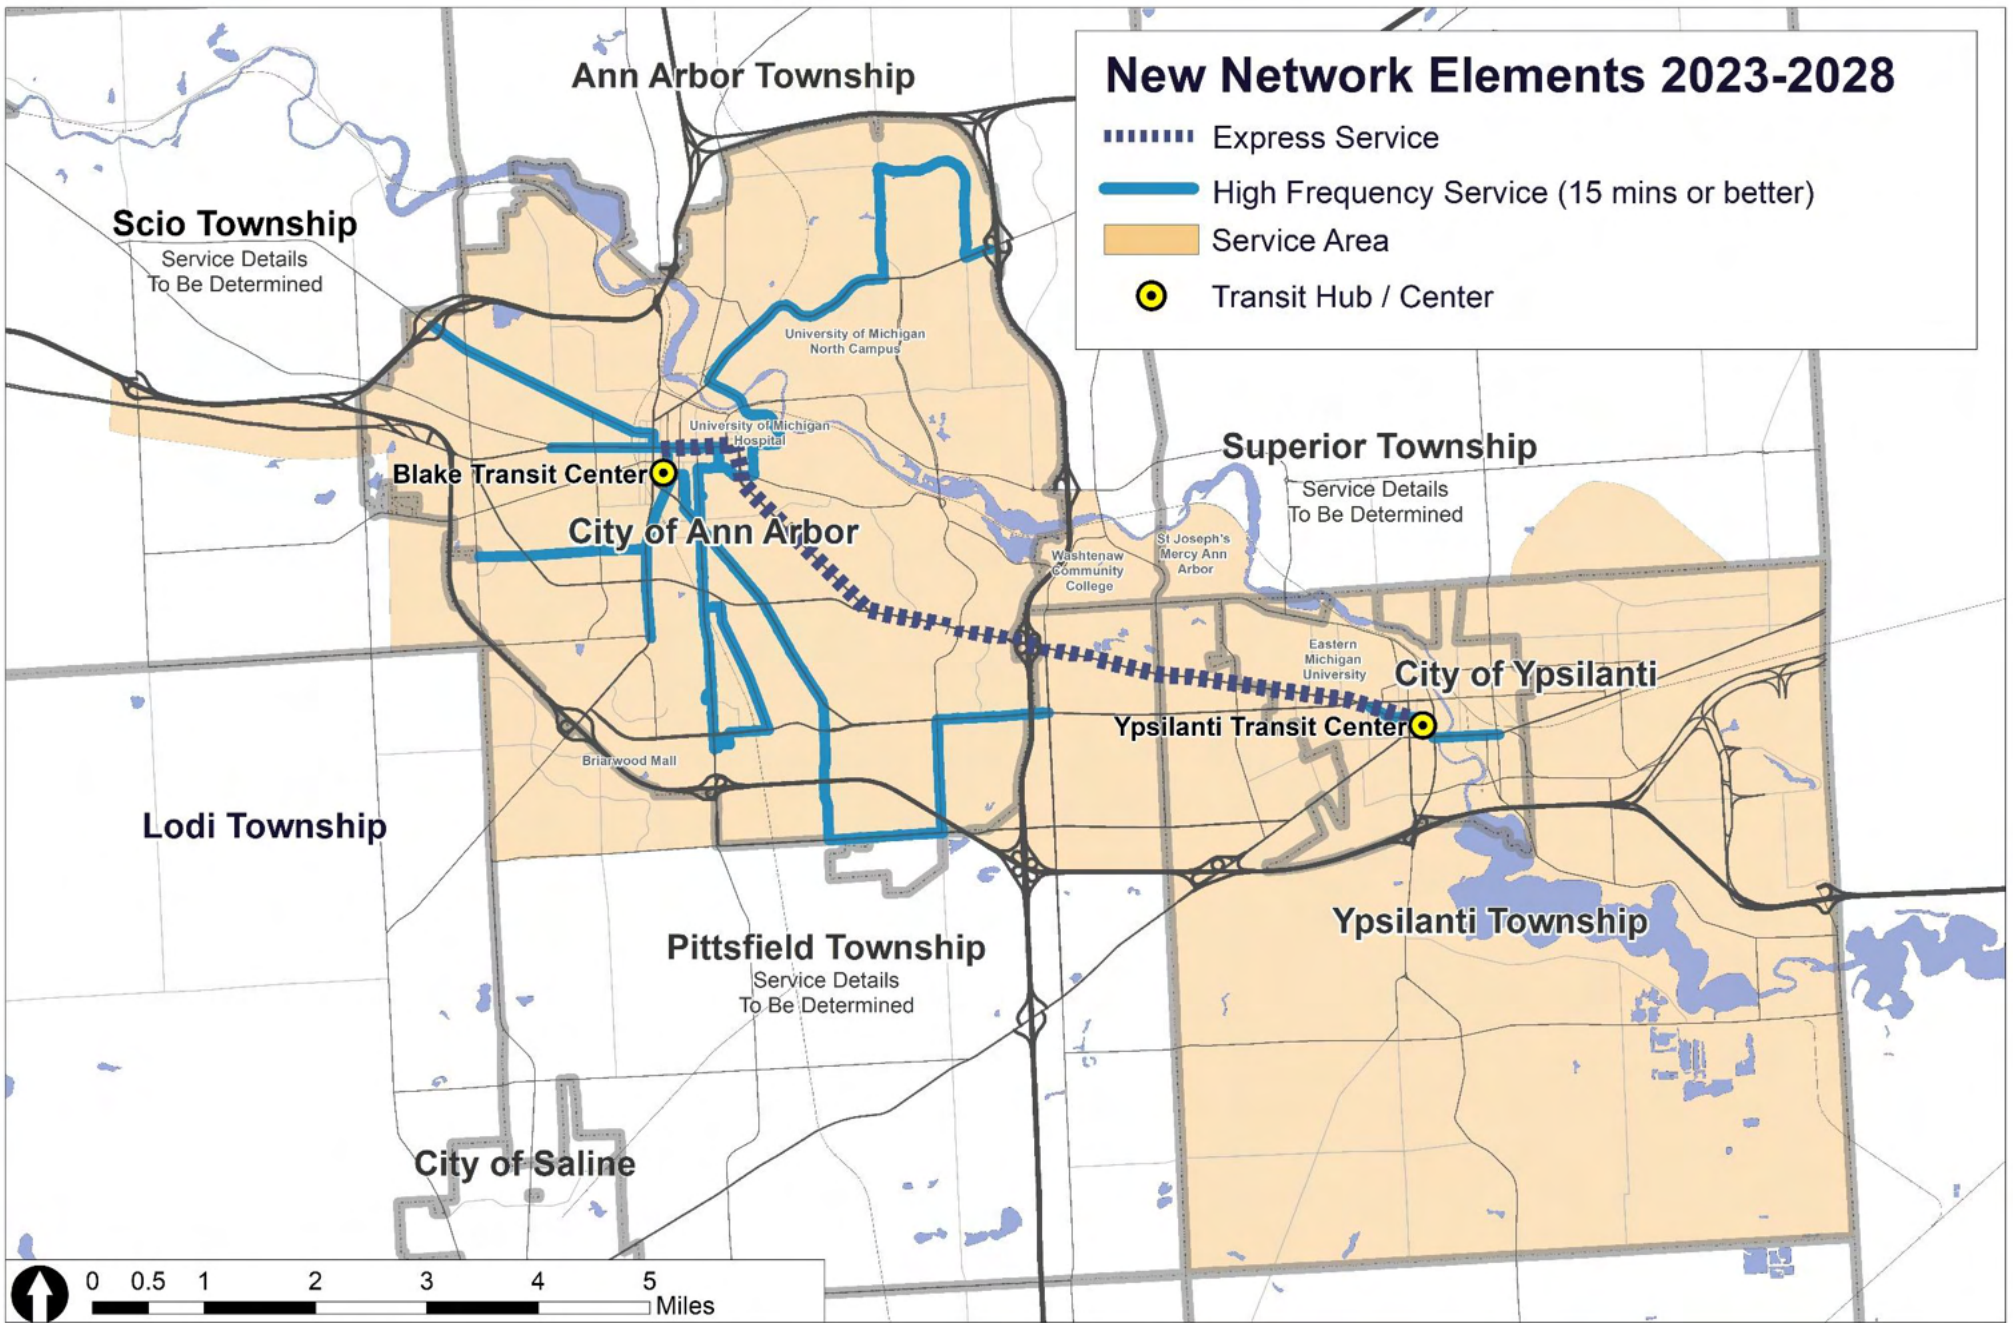 New Network Elements 2023-2028
Express Service
High Frequency Service (15 mins or better)
Service Area
Transit Hub / Center
Ann Arbor Township
Scio Township
Service Details
To Be Determined
University of Michigan
North Campus
University of Michigan
Hospital
Blake Transit Center
City of Ann Arbor
Superior Township
Service Details
To Be Determined
St Joseph's
Mercy Ann
Arbor
Washtenaw
Community
College
Eastern
Michigan
University
City of Ypsilanti
Ypsilanti Transit Center
Briarwood Mall
Lodi Township
Ypsilanti Township
Pittsfield Township
Service Details
To Be Determined
City of Saline
0 0.5 1 2 3 4 5
Miles